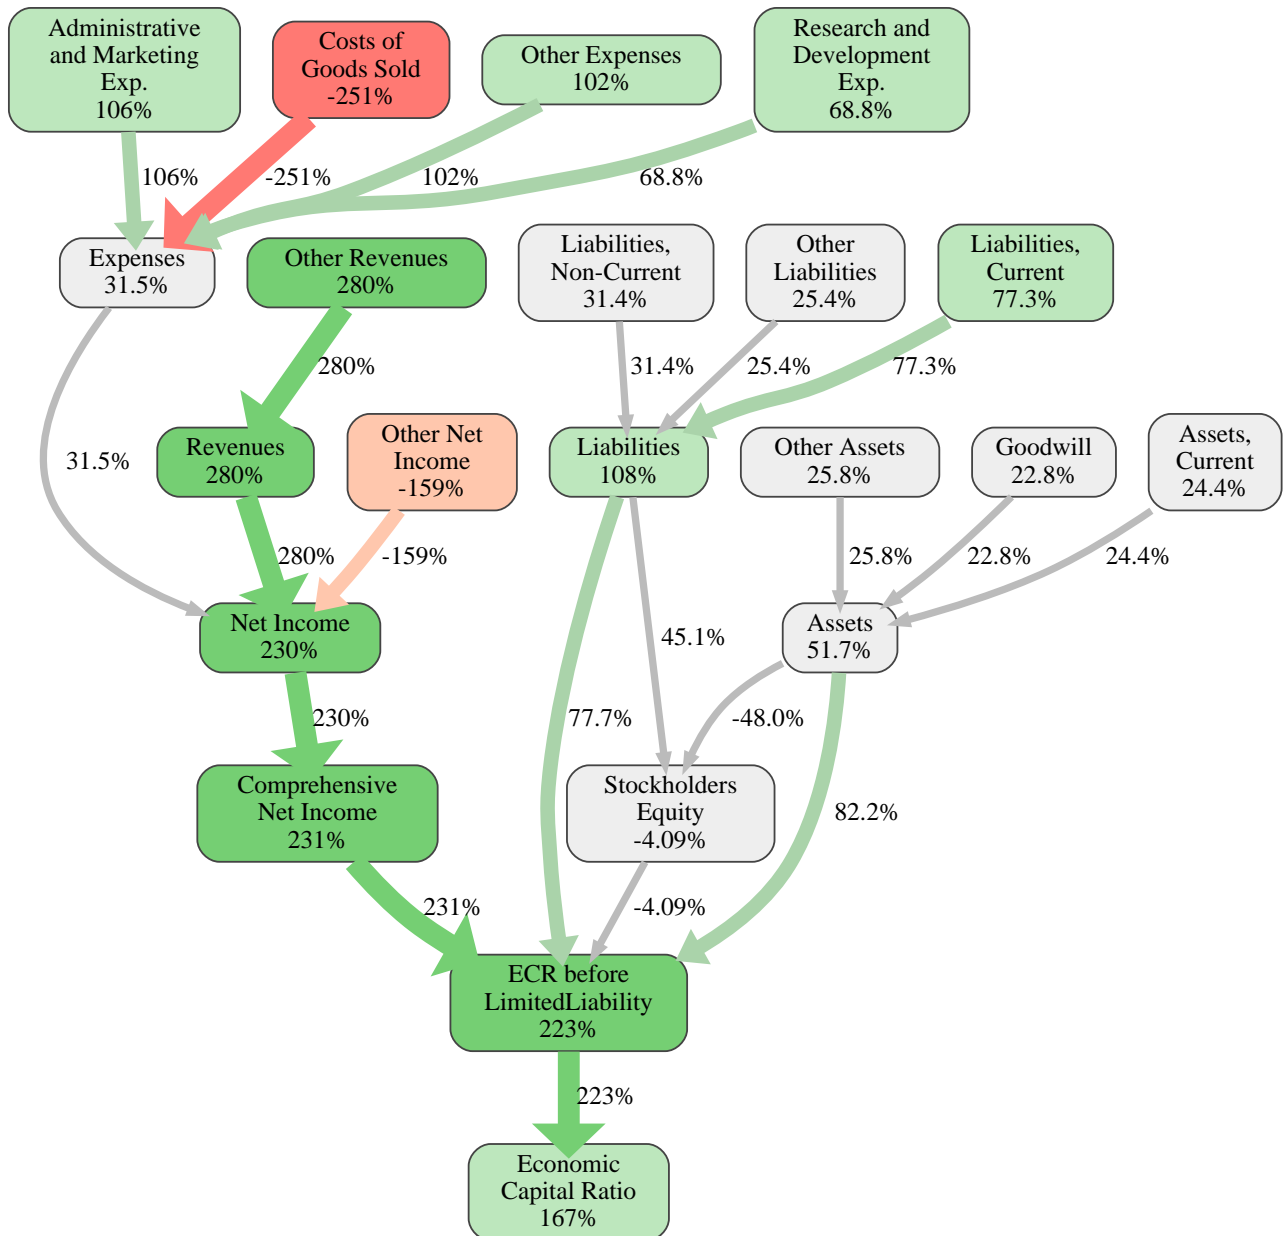 Administrative
and Marketing
Exp.
106%
Costs of
Goods Sold
-251%
Other Expenses
102%
Research and
Development
Exp.
68.8%
106%
-251%
102%
68.8%
Expenses
31.5%
Other Revenues
280%
Liabilities,
Non-Current
31.4%
Other
Liabilities
25.4%
Liabilities,
Current
77.3%
280%
31.4%
25.4%
77.3%
31.5%
Revenues
280%
Other Net
Income
-159%
Liabilities
108%
Other Assets
25.8%
Goodwill
22.8%
Assets,
Current
24.4%
280%
-159%
25.8%
22.8%
24.4%
Net Income
230%
45.1%
Assets
51.7%
230%
77.7%
-48.0%
Comprehensive
Net Income
231%
Stockholders
Equity
-4.09%
82.2%
231%
-4.09%
ECR before
LimitedLiability
223%
223%
Economic
Capital Ratio
167%